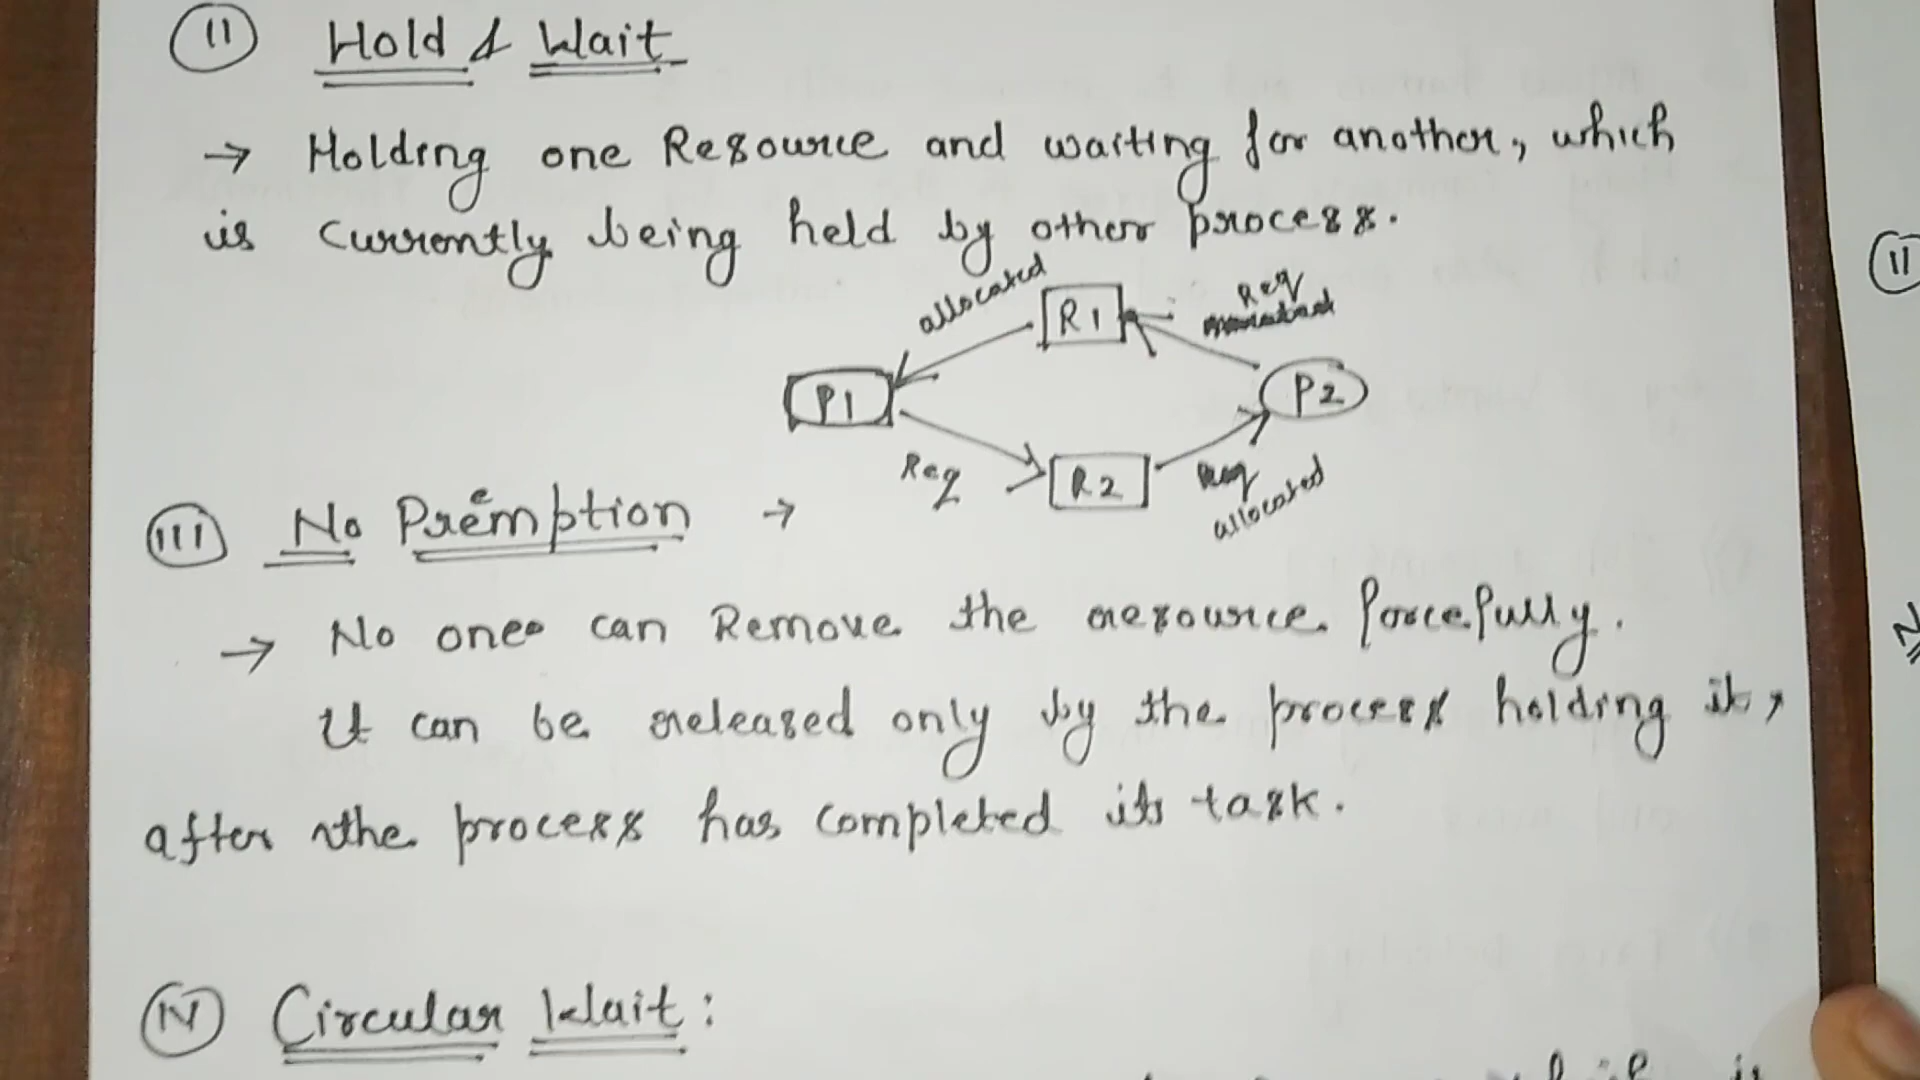 II Hold & Wait
→ Holding one Resource and waiting for another, which
is currently being held by other process.
allocated
R1
Req
P1
P2
Req
R2
Req
allocated
III No Preemption →
→ No one can Remove the resource forcefully.
It can be released only by the process holding it,
after the process has completed its task.
IV Circular Wait:
II